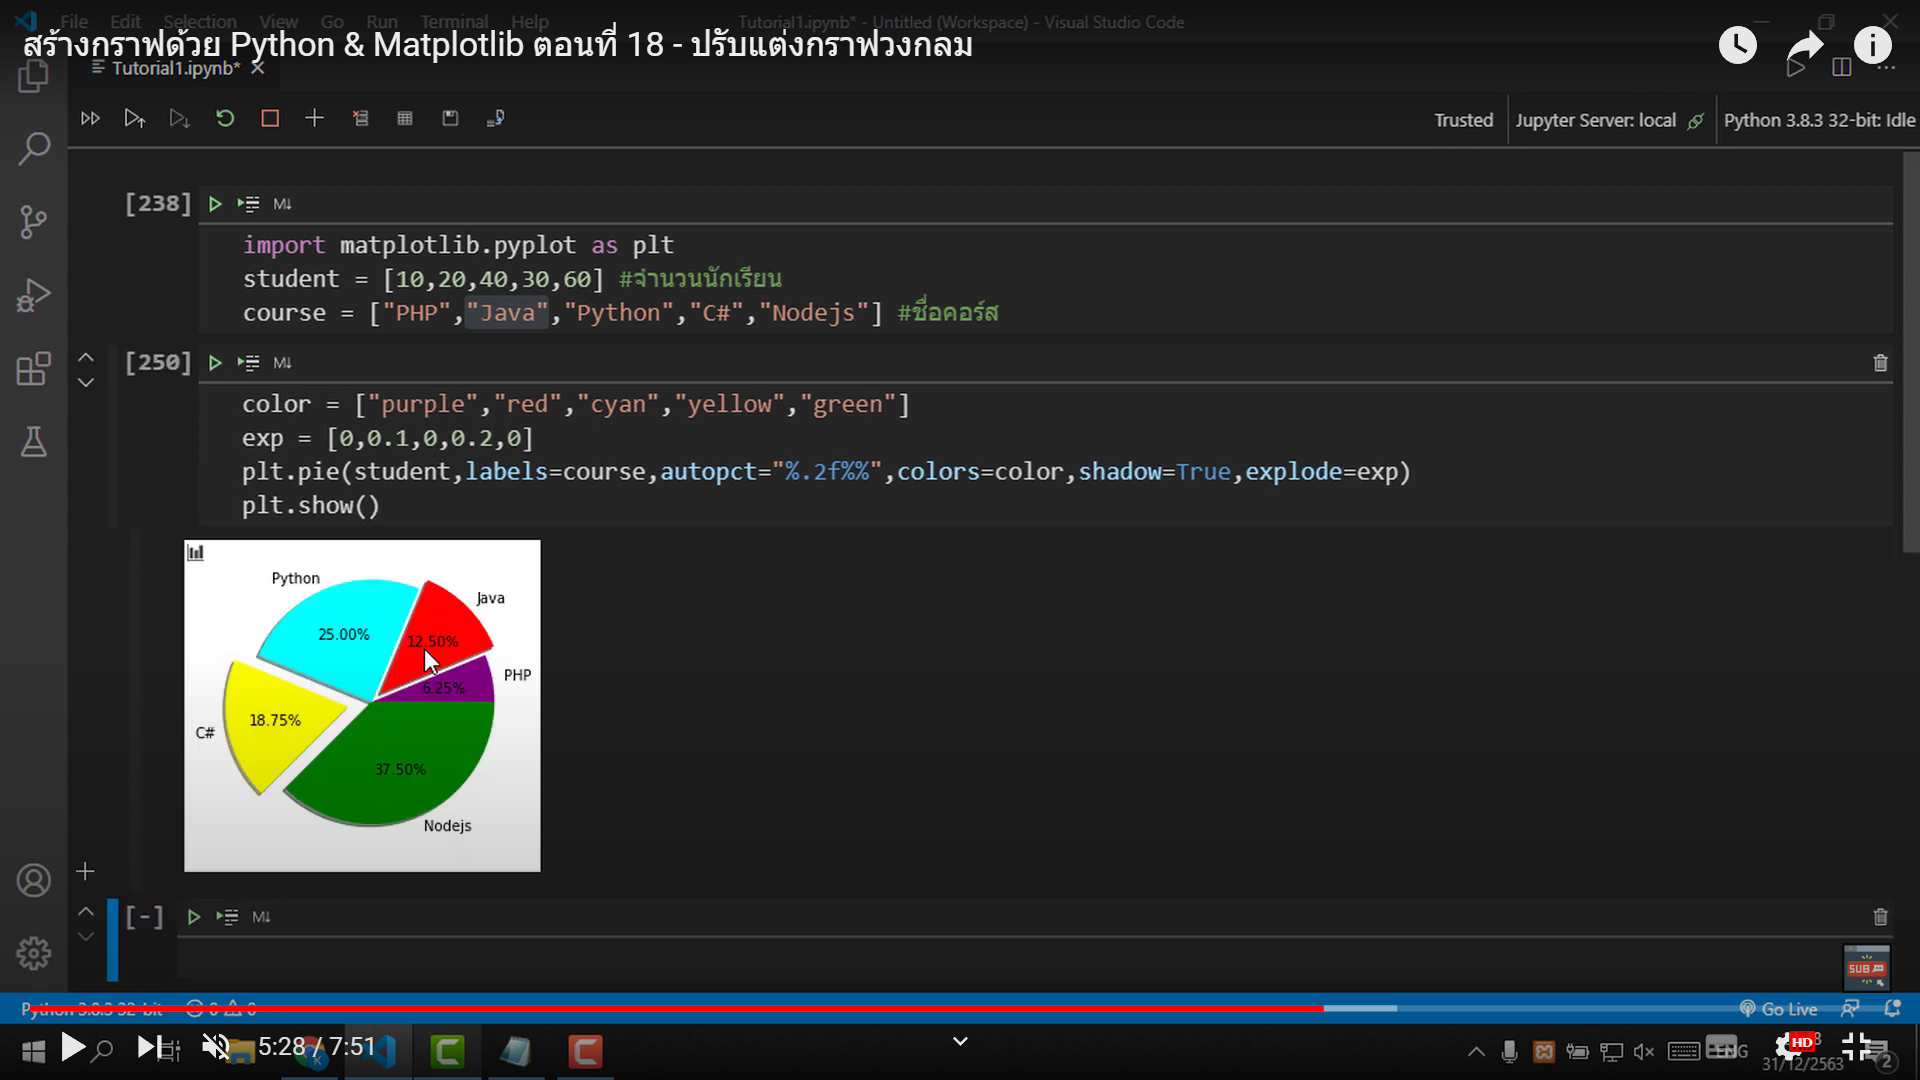 File Edit Selection View Go Run Terminal Help
Tutorial1.ipynb* - Untitled (Workspace) - Visual Studio Code
สร้างกราฟด้วย Python & Matplotlib ตอนที่ 18 - ปรับแต่งกราฟวงกลม
Tutorial1.ipynb*
Trusted
Jupyter Server: local
Python 3.8.3 32-bit: Idle
[238]
M↓
import matplotlib.pyplot as plt
student = [10,20,40,30,60] #จำนวนนักเรียน
course = ["PHP","Java","Python","C#","Nodejs"] #ชื่อคอร์ส
[250]
M↓
color = ["purple","red","cyan","yellow","green"]
exp = [0,0.1,0,0.2,0]
plt.pie(student,labels=course,autopct="%.2f%%",colors=color,shadow=True,explode=exp)
plt.show()
Python
Java
25.00%
12.50%
PHP
6.25%
18.75%
C#
37.50%
Nodejs
[-]
M↓
SUB
Python 3.8.3 32-bit
0 0
Go Live
5:28 / 7:51
ENG
HD
31/12/2563
2